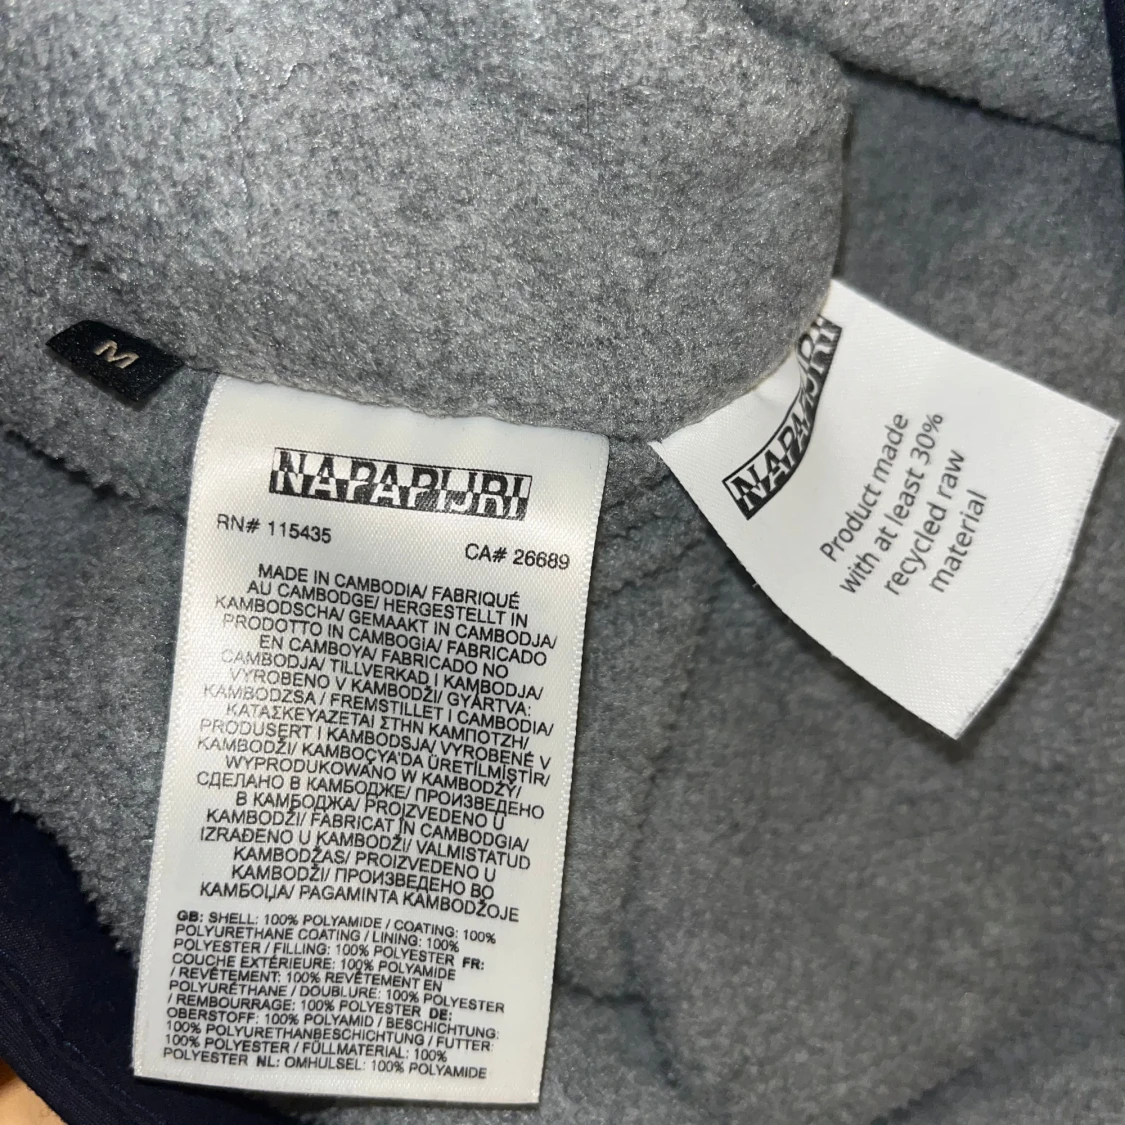 M
NAPAPIJRI
RN# 115435
CA# 26689
MADE IN CAMBODIA/ FABRIQUÉ
AU CAMBODGE/ HERGESTELLT IN
KAMBODSCHA/ GEMAAKT IN CAMBODJA/
PRODOTTO IN CAMBOGIA/ FABRICADO
EN CAMBOYA/ FABRICADO NO
CAMBODJA/ TILLVERKAD I KAMBODJA/
VYROBENO V KAMBODŽI/ GYÁRTVA:
KAMBODZSA / FREMSTILLET I CAMBODIA/
ΚΑΤΑΣΚΕΥΑΖΕΤΑΙ ΣΤΗΝ ΚΑΜΠΟΤΖΗ/
PRODUSERT I KAMBODSJA/ VYROBENÉ V
KAMBODŽI/ KAMBOÇYA'DA ÜRETİLMİŞTİR/
WYPRODUKOWANO W KAMBODŻY/
СДЕЛАНО В КАМБОДЖЕ/ ПРОИЗВЕДЕНО
В КАМБОДЖА/ PROIZVEDENO U
KAMBODŽI/ FABRICAT ÎN CAMBODGIA/
IZRAĐENO U KAMBODŽI/ VALMISTATUD
KAMBODŽAS/ PROIZVEDENO U
KAMBODŽI/ ПРОИЗВЕДЕНО ВО
КАМБОЏА/ PAGAMINTA KAMBODŽOJE
GB: SHELL: 100% POLYAMIDE / COATING: 100%
POLYURETHANE COATING / LINING: 100%
POLYESTER / FILLING: 100% POLYESTER FR:
COUCHE EXTÉRIEURE: 100% POLYAMIDE
/ REVÊTEMENT: 100% REVÊTEMENT EN
POLYURÉTHANE / DOUBLURE: 100% POLYESTER
/ REMBOURRAGE: 100% POLYESTER DE:
OBERSTOFF: 100% POLYAMID / BESCHICHTUNG:
100% POLYURETHANBESCHICHTUNG / FUTTER:
100% POLYESTER / FÜLLMATERIAL: 100%
POLYESTER NL: OMHULSEL: 100% POLYAMIDE
NAPAPIJRI
Product made
with at least 30%
recycled raw
material